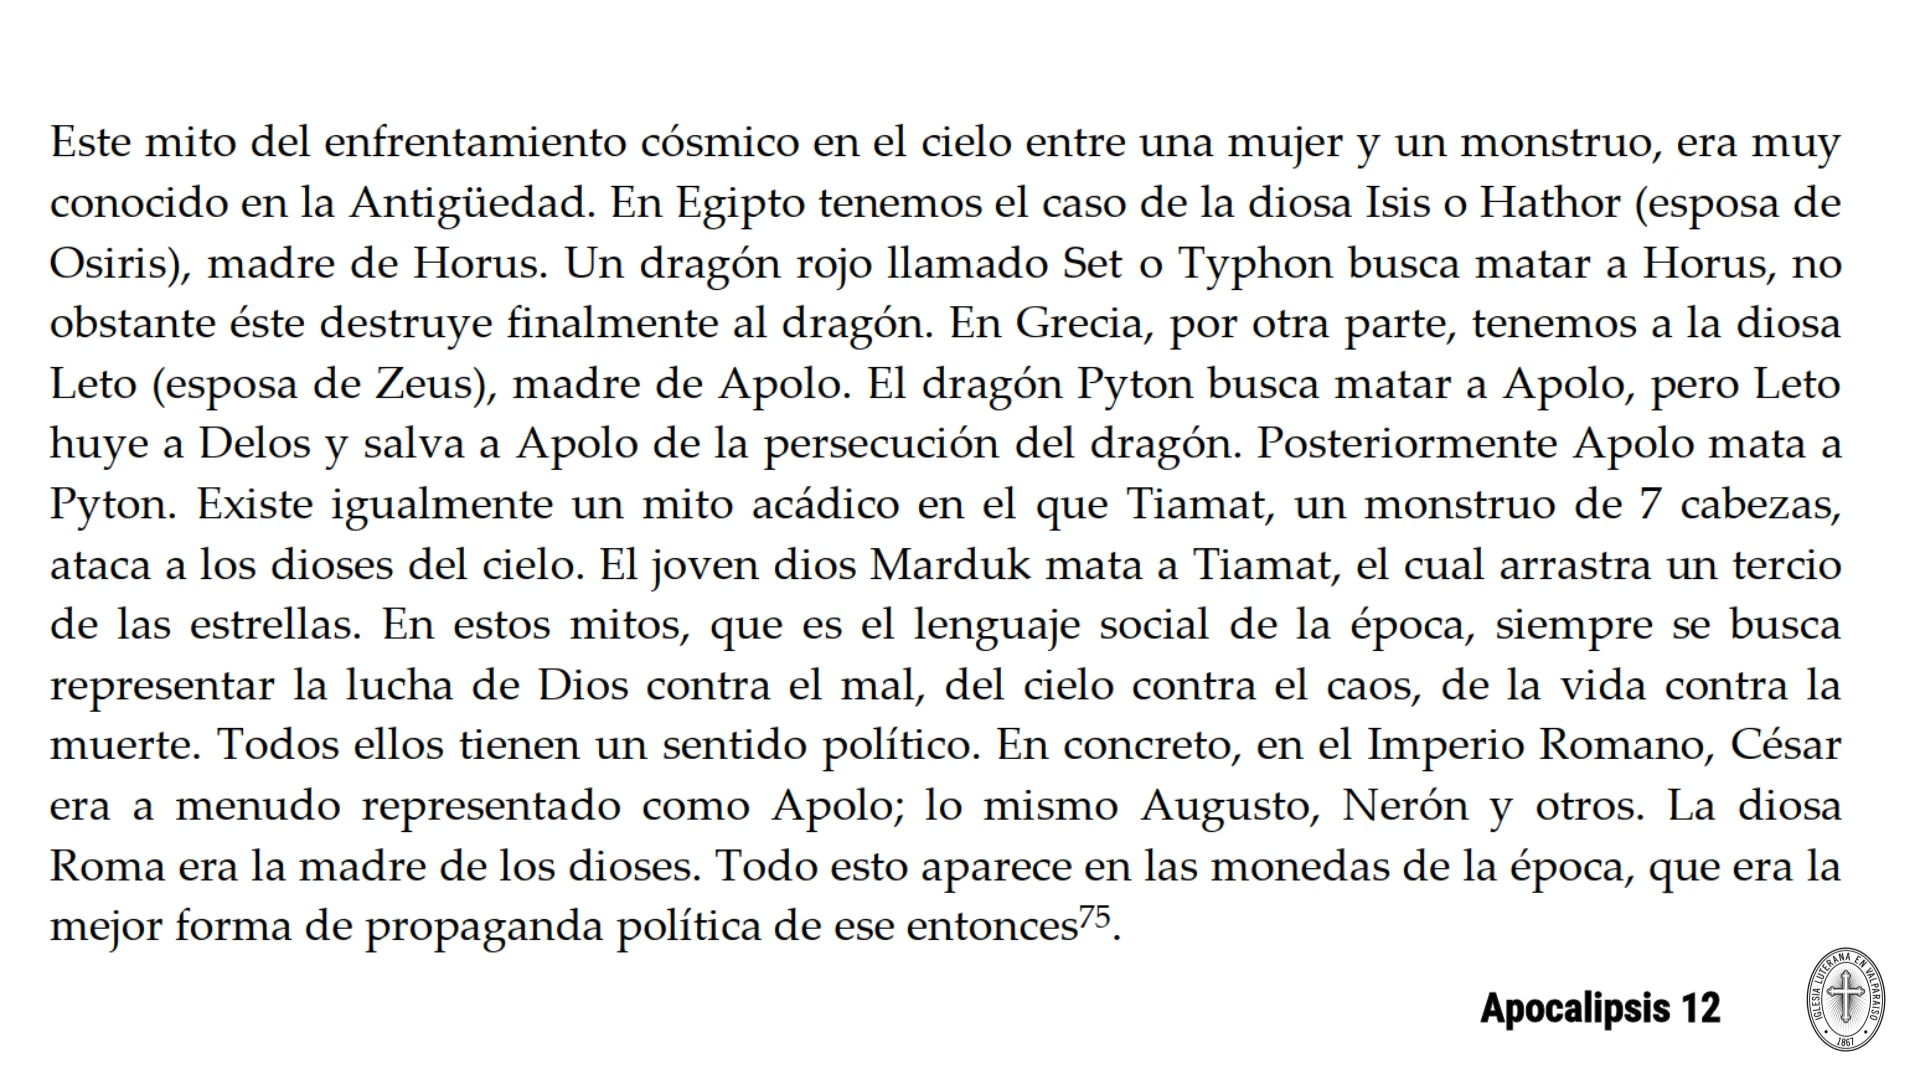 Este mito del enfrentamiento cósmico en el cielo entre una mujer y un monstruo, era muy
conocido en la Antigüedad. En Egipto tenemos el caso de la diosa Isis o Hathor (esposa de
Osiris), madre de Horus. Un dragón rojo llamado Set o Typhon busca matar a Horus, no
obstante éste destruye finalmente al dragón. En Grecia, por otra parte, tenemos a la diosa
Leto (esposa de Zeus), madre de Apolo. El dragón Pyton busca matar a Apolo, pero Leto
huye a Delos y salva a Apolo de la persecución del dragón. Posteriormente Apolo mata a
Pyton. Existe igualmente un mito acádico en el que Tiamat, un monstruo de 7 cabezas,
ataca a los dioses del cielo. El joven dios Marduk mata a Tiamat, el cual arrastra un tercio
de las estrellas. En estos mitos, que es el lenguaje social de la época, siempre se busca
representar la lucha de Dios contra el mal, del cielo contra el caos, de la vida contra la
muerte. Todos ellos tienen un sentido político. En concreto, en el Imperio Romano, César
era a menudo representado como Apolo; lo mismo Augusto, Nerón y otros. La diosa
Roma era la madre de los dioses. Todo esto aparece en las monedas de la época, que era la
mejor forma de propaganda política de ese entonces⁷⁵.
Apocalipsis 12
IGLESIA LUTERANA EN VALPARAISO
1867